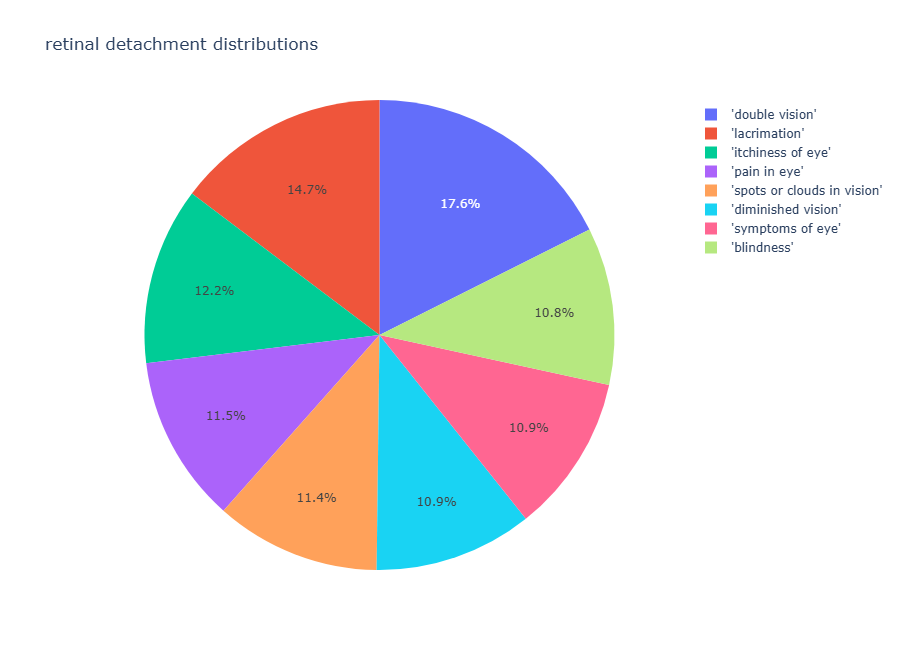 retinal detachment distributions
'double vision'
'lacrimation'
'itchiness of eye'
'pain in eye'
'spots or clouds in vision'
'diminished vision'
'symptoms of eye'
'blindness'
14.7%
17.6%
12.2%
10.8%
11.5%
10.9%
11.4%
10.9%